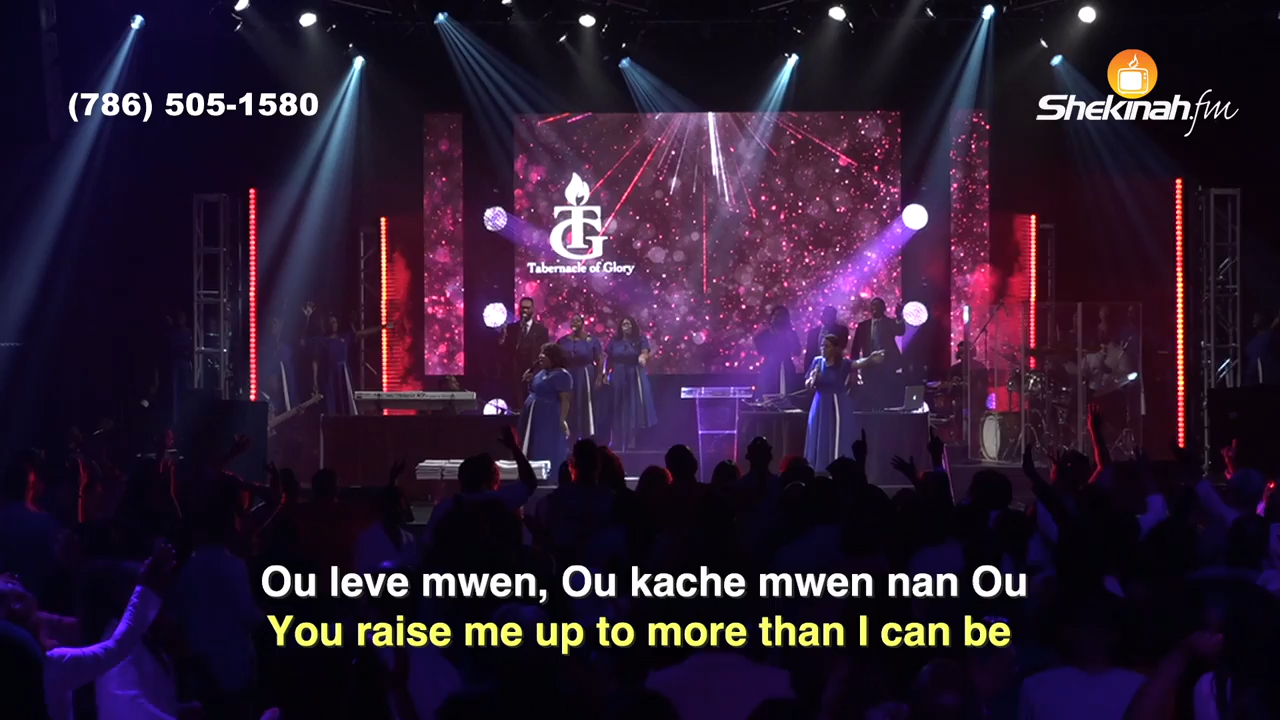 (786) 505-1580
Shekinah.fm
TG
Tabernacle of Glory
Ou leve mwen, Ou kache mwen nan Ou
You raise me up to more than I can be